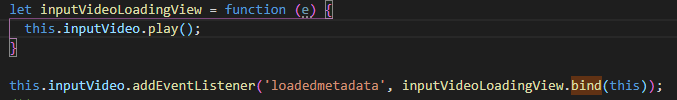 let inputVideoLoadingView = function (e) {
  this.inputVideo.play();
}
this.inputVideo.addEventListener('loadedmetadata', inputVideoLoadingView.bind(this));